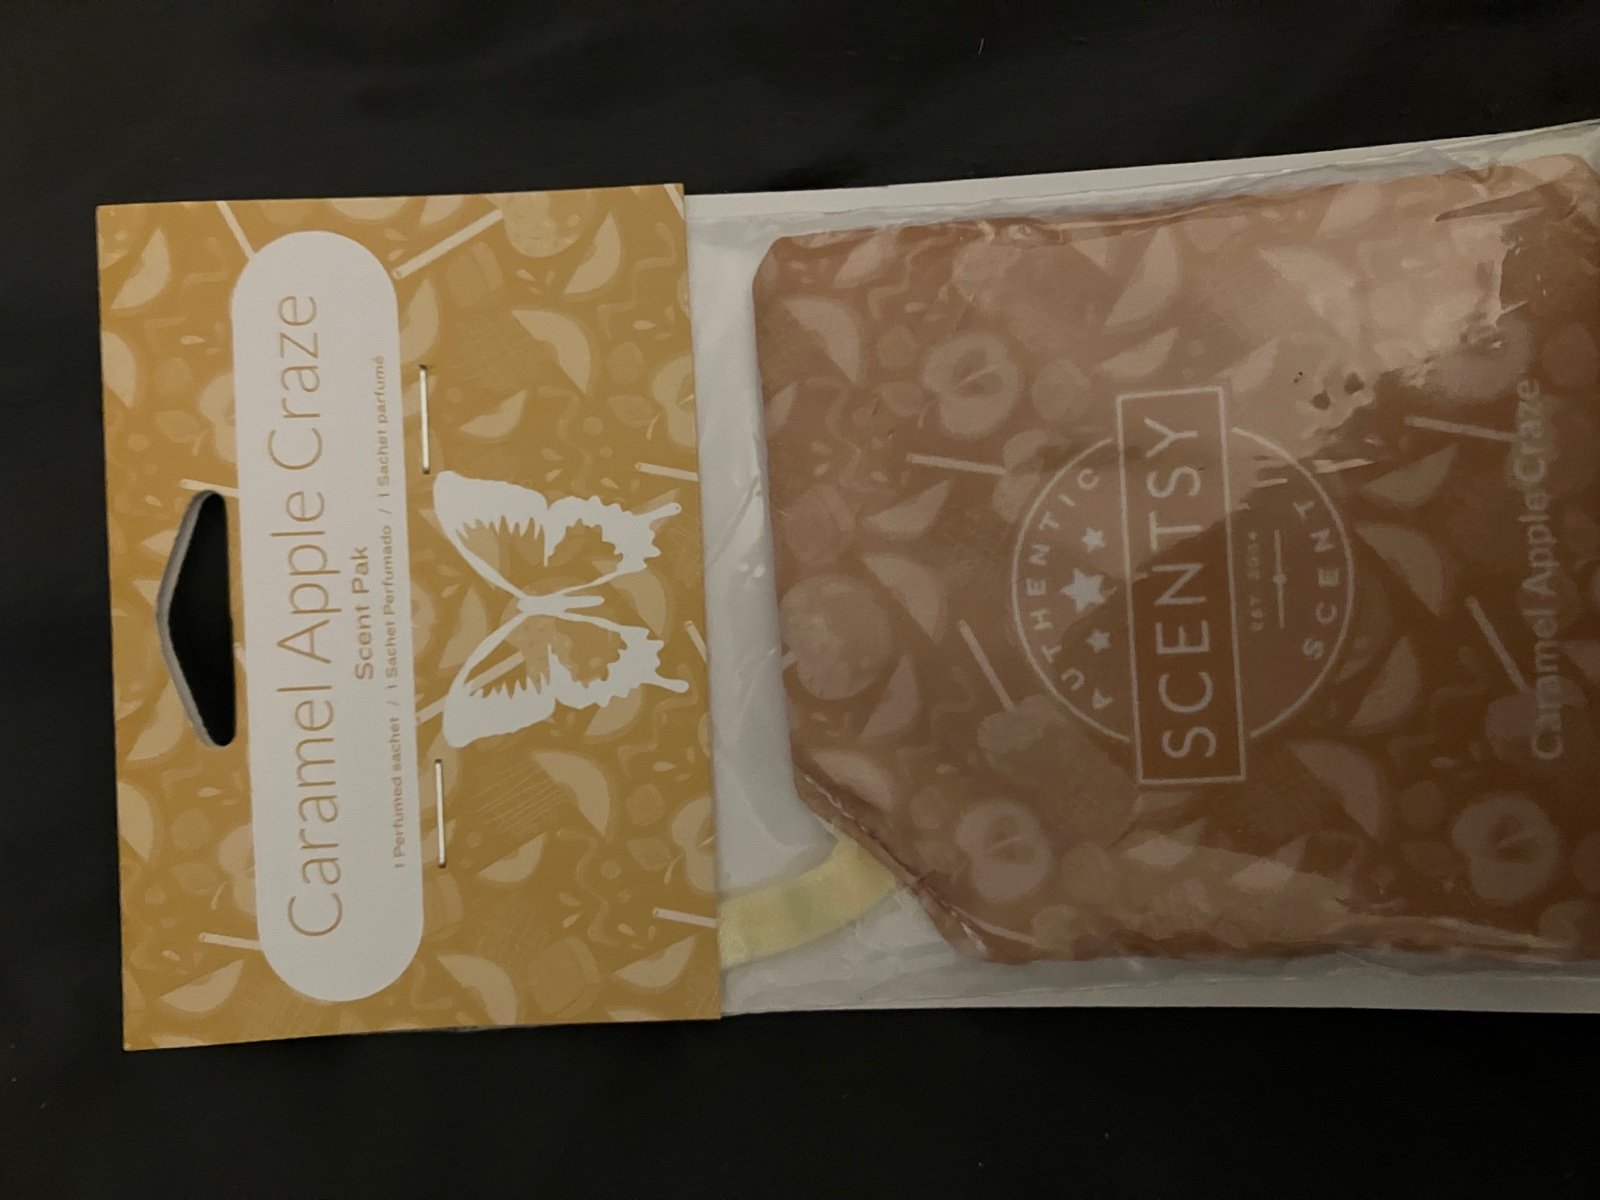 Caramel Apple Craze
Scent Pak
1 Perfumed sachet / 1 Sachet Perfumado / 1 Sachet parfumé
AUTHENTIC
SCENTSY
EST 2004
SCENT
Caramel Apple Craze